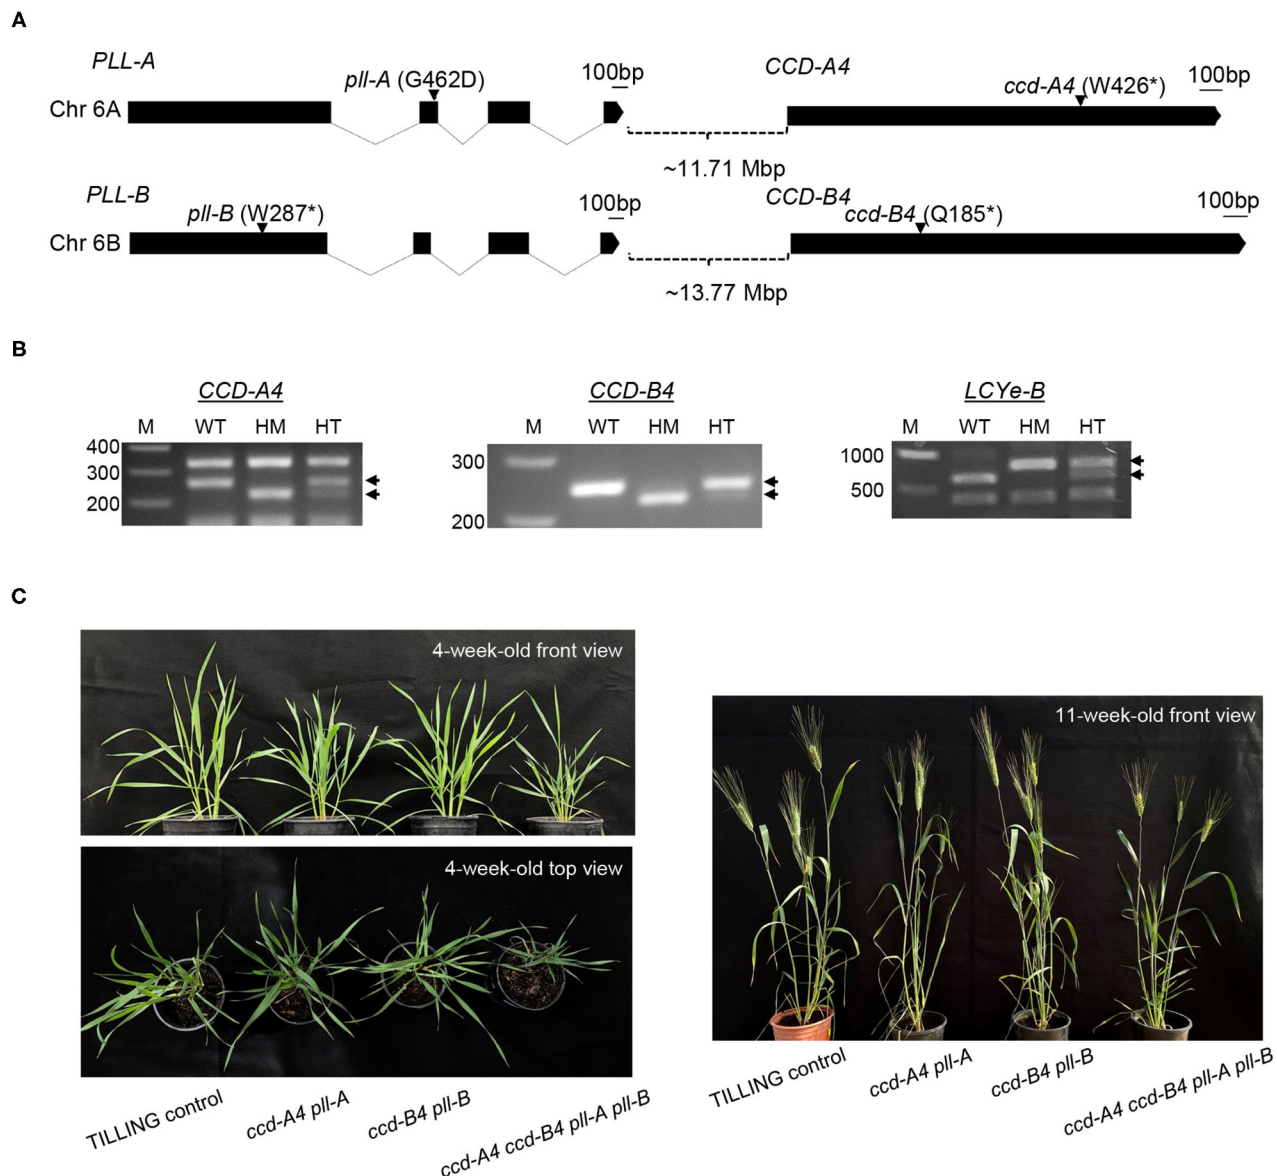 A
PLL-A
pll-A (G462D)
100bp
CCD-A4
ccd-A4 (W426*)
100bp
Chr 6A
~11.71 Mbp
PLL-B
pll-B (W287*)
100bp
CCD-B4
ccd-B4 (Q185*)
100bp
Chr 6B
~13.77 Mbp
B
CCD-A4
M WT HM HT
400
300
200
CCD-B4
M WT HM HT
300
200
LCYe-B
M WT HM HT
1000
500
C
4-week-old front view
4-week-old top view
TILLING control
ccd-A4 pll-A
ccd-B4 pll-B
ccd-A4 ccd-B4 pll-A pll-B
11-week-old front view
TILLING control
ccd-A4 pll-A
ccd-B4 pll-B
ccd-A4 ccd-B4 pll-A pll-B